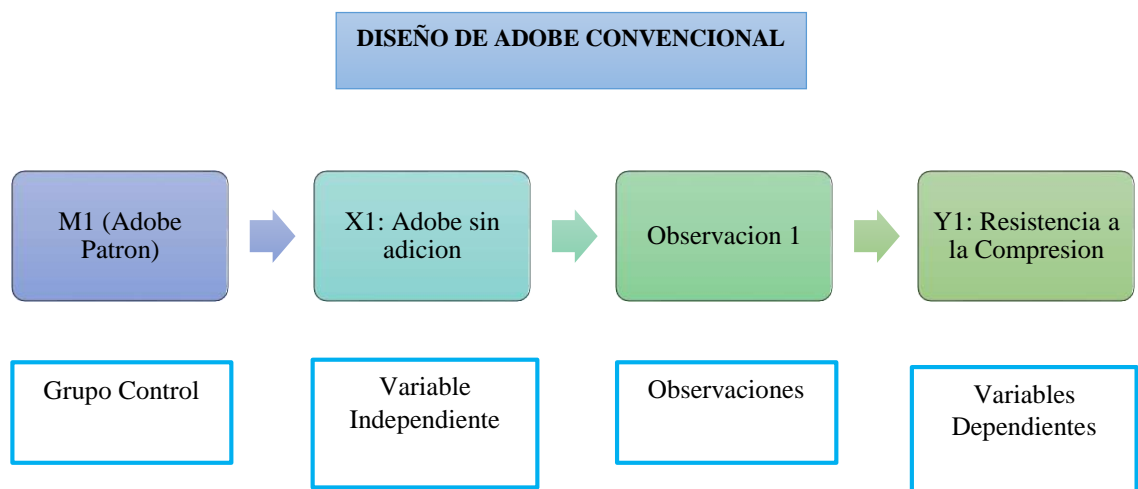 DISEÑO DE ADOBE CONVENCIONAL
M1 (Adobe
Patron)
X1: Adobe sin
adicion
Observacion 1
Y1: Resistencia a
la Compresion
Grupo Control
Variable
Independiente
Observaciones
Variables
Dependientes